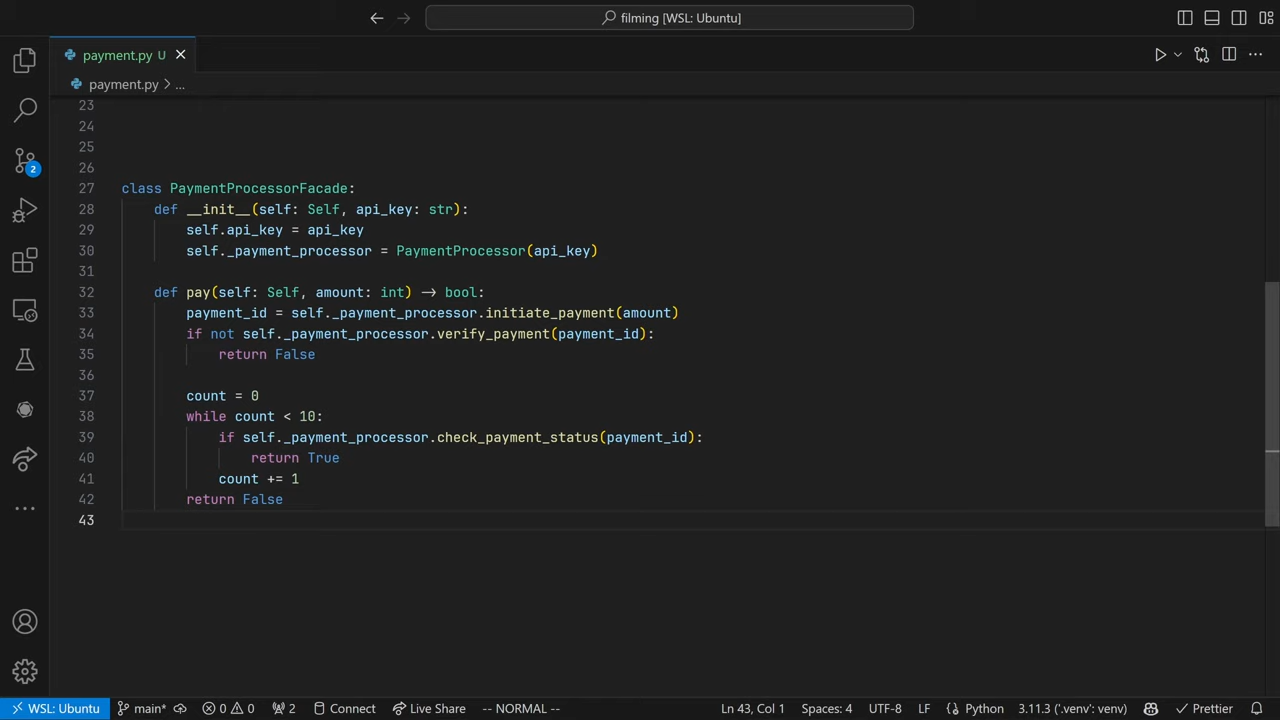 filming [WSL: Ubuntu]
payment.py U
payment.py > ...
23
24
25
26
27 class PaymentProcessorFacade:
28 def __init__(self: Self, api_key: str):
29 self.api_key = api_key
30 self._payment_processor = PaymentProcessor(api_key)
31
32 def pay(self: Self, amount: int) -> bool:
33 payment_id = self._payment_processor.initiate_payment(amount)
34 if not self._payment_processor.verify_payment(payment_id):
35 return False
36
37 count = 0
38 while count < 10:
39 if self._payment_processor.check_payment_status(payment_id):
40 return True
41 count += 1
42 return False
43
2
WSL: Ubuntu main* 0 0 2 Connect Live Share -- NORMAL -- Ln 43, Col 1 Spaces: 4 UTF-8 LF Python 3.11.3 ('.venv': venv) Prettier